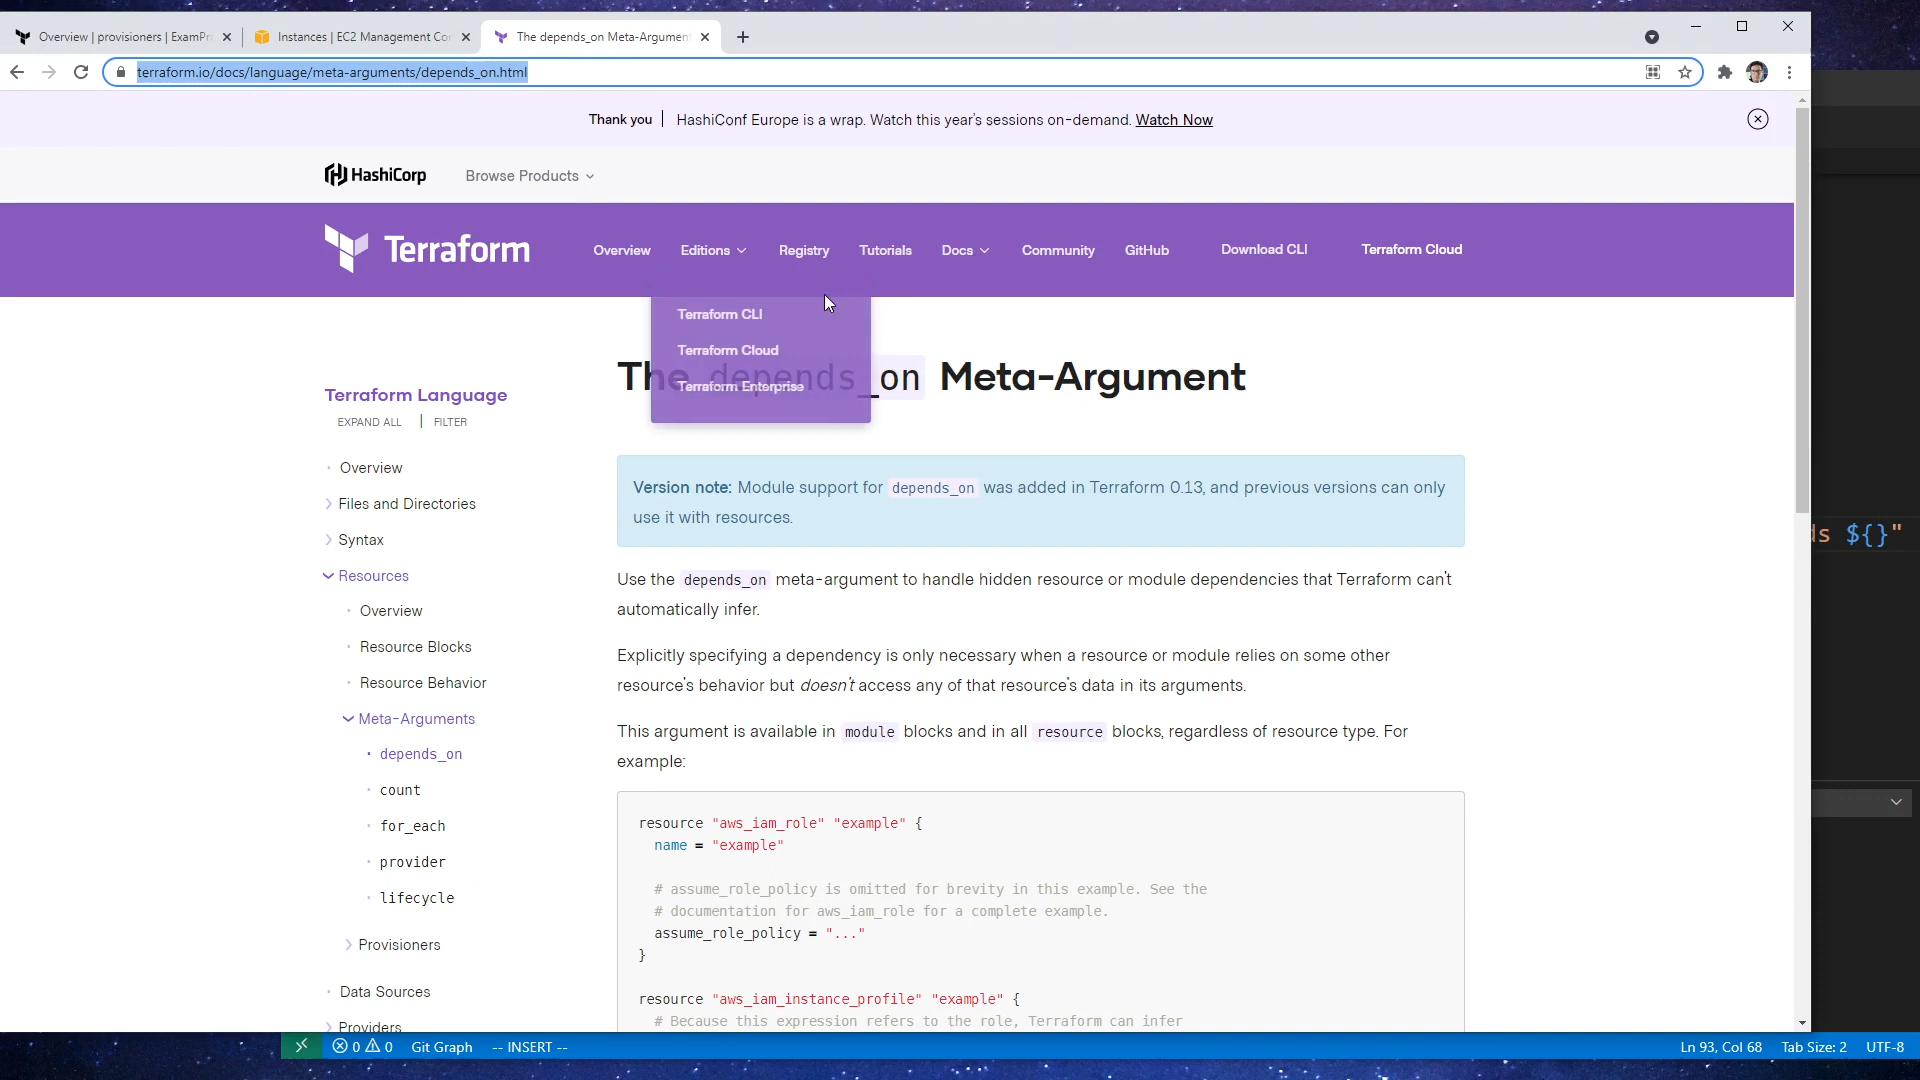 Overview | provisioners | ExamPr
Instances | EC2 Management Co
The depends_on Meta-Argumen
terraform.io/docs/language/meta-arguments/depends_on.html
Thank you | HashiConf Europe is a wrap. Watch this year's sessions on-demand. Watch Now
HashiCorp
Browse Products
Terraform
Overview
Editions
Registry
Tutorials
Docs
Community
GitHub
Download CLI
Terraform Cloud
Terraform CLI
Terraform Cloud
Terraform Enterprise
The depends_on Meta-Argument
Terraform Language
EXPAND ALL | FILTER
Overview
Files and Directories
Syntax
Resources
Overview
Resource Blocks
Resource Behavior
Meta-Arguments
depends_on
count
for_each
provider
lifecycle
Provisioners
Data Sources
Providers
Version note: Module support for depends_on was added in Terraform 0.13, and previous versions can only
use it with resources.
Use the depends_on meta-argument to handle hidden resource or module dependencies that Terraform can't
automatically infer.
Explicitly specifying a dependency is only necessary when a resource or module relies on some other
resource's behavior but doesn't access any of that resource's data in its arguments.
This argument is available in module blocks and in all resource blocks, regardless of resource type. For
example:
resource "aws_iam_role" "example" {
name = "example"
# assume_role_policy is omitted for brevity in this example. See the
# documentation for aws_iam_role for a complete example.
assume_role_policy = "..."
}
resource "aws_iam_instance_profile" "example" {
# Because this expression refers to the role, Terraform can infer
ds ${}"
0 0 Git Graph -- INSERT --
Ln 93, Col 68 Tab Size: 2 UTF-8